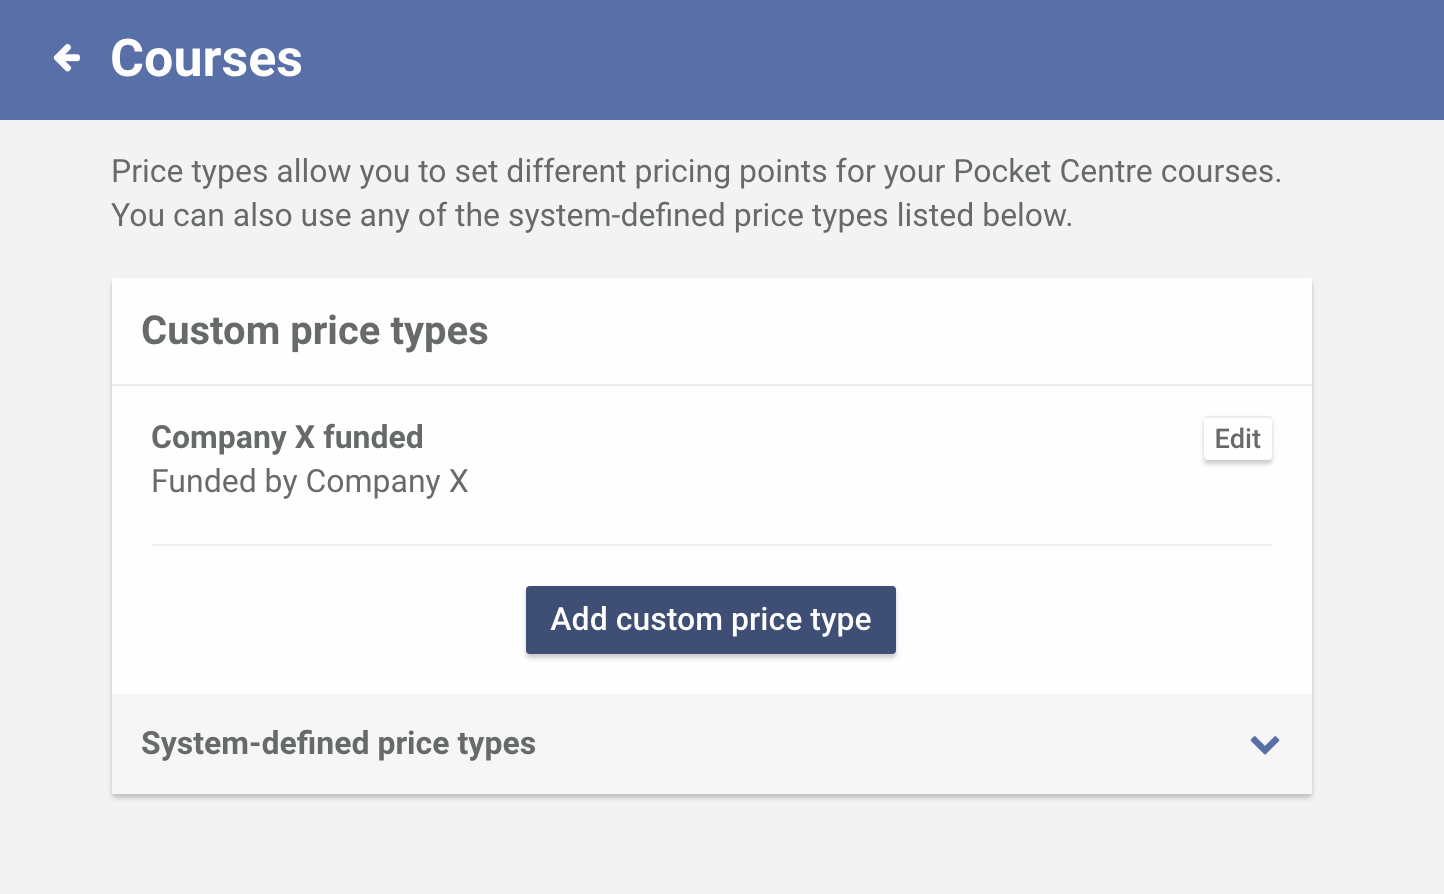 Courses
Price types allow you to set different pricing points for your Pocket Centre courses.
You can also use any of the system-defined price types listed below.
Custom price types
Company X funded
Edit
Funded by Company X
Add custom price type
System-defined price types